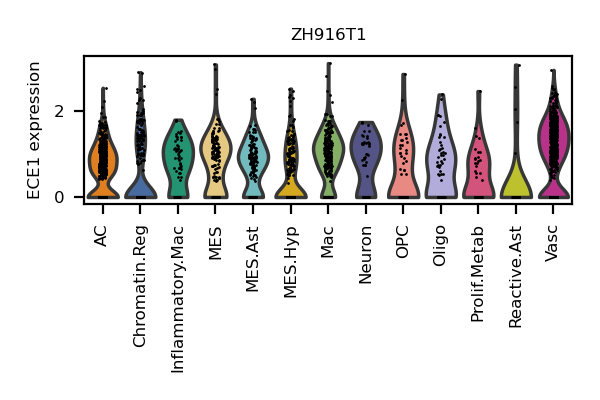 ZH916T1
ECE1 expression
2
0
AC
Chromatin.Reg
Inflammatory.Mac
MES
MES.Ast
MES.Hyp
Mac
Neuron
OPC
Oligo
Prolif.Metab
Reactive.Ast
Vasc